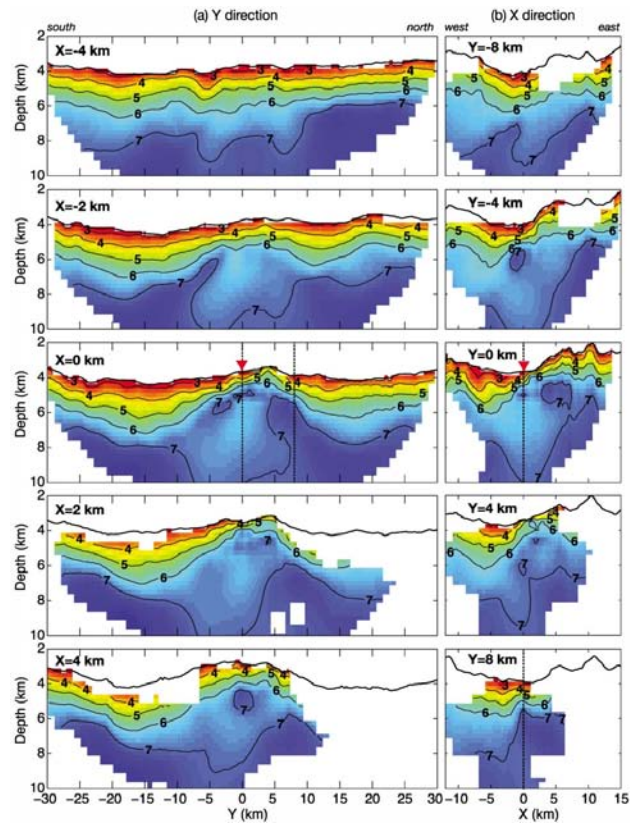 (a) Y direction
(b) X direction
south north
west east
X=-4 km
Y=-8 km
X=-2 km
Y=-4 km
X=0 km
Y=0 km
X=2 km
Y=4 km
X=4 km
Y=8 km
Depth (km)
2
4
6
8
10
3
4
5
6
7
-30 -25 -20 -15 -10 -5 0 5 10 15 20 25 30
Y (km)
-10 -5 0 5 10 15
X (km)